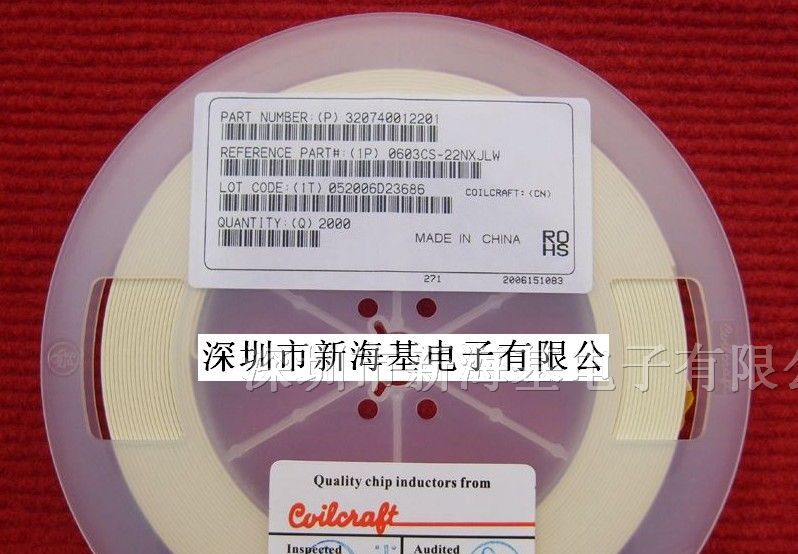 PART NUMBER:(P) 320740012201
REFERENCE PART#:(1P) 0603CS-22NXJLW
LOT CODE:(1T) 052006D23686 COILCRAFT:(CN)
QUANTITY:(Q) 2000
MADE IN CHINA
RO
HS
271 2006151083
深圳市新海基电子有限公
深圳市新海基电子有限公
Quality chip inductors from
Coilcraft
Inspected Audited